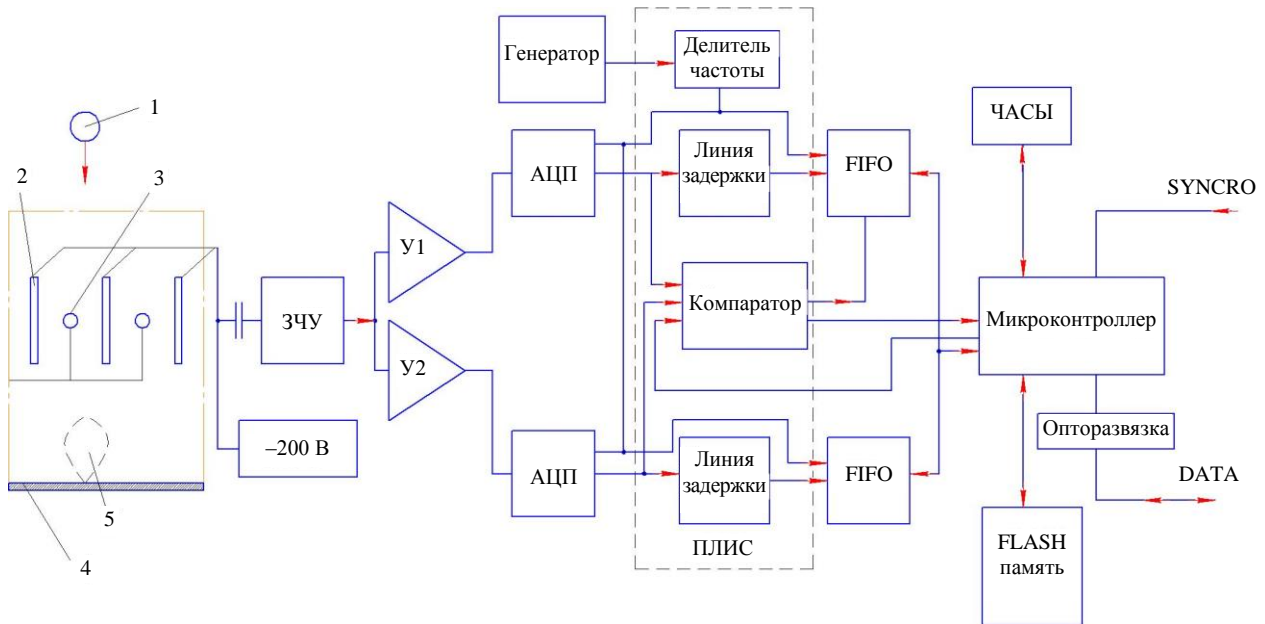 Генератор
Делитель
частоты
1
ЧАСЫ
АЦП
Линия
задержки
FIFO
2
3
SYNCRO
У1
ЗЧУ
Компаратор
Микроконтроллер
У2
–200 В
Опторазвязка
5
АЦП
Линия
задержки
FIFO
DATA
4
ПЛИС
FLASH
память